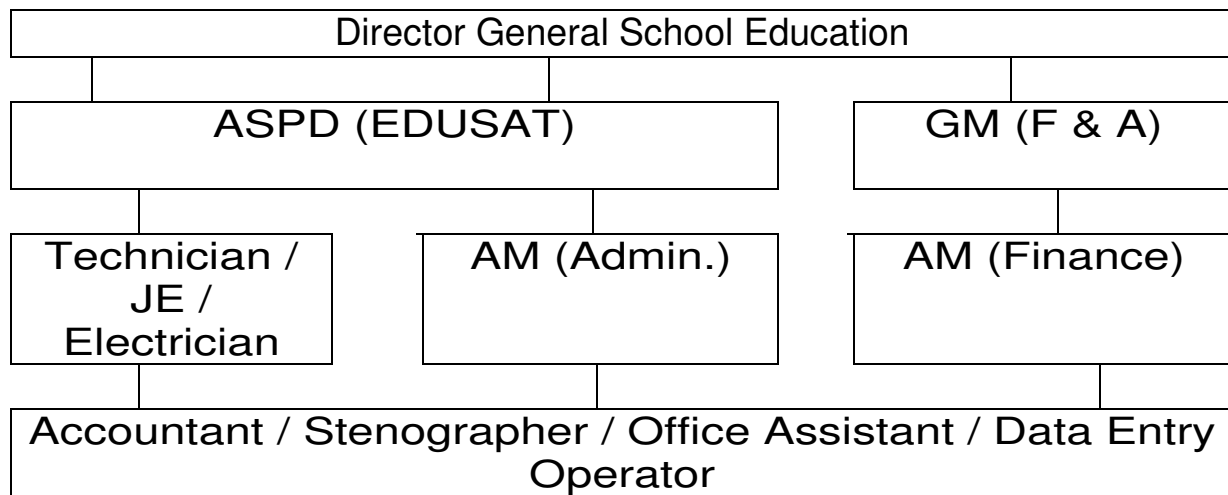 Director General School Education
ASPD (EDUSAT)
GM (F & A)
Technician /
JE /
Electrician
AM (Admin.)
AM (Finance)
Accountant / Stenographer / Office Assistant / Data Entry
Operator